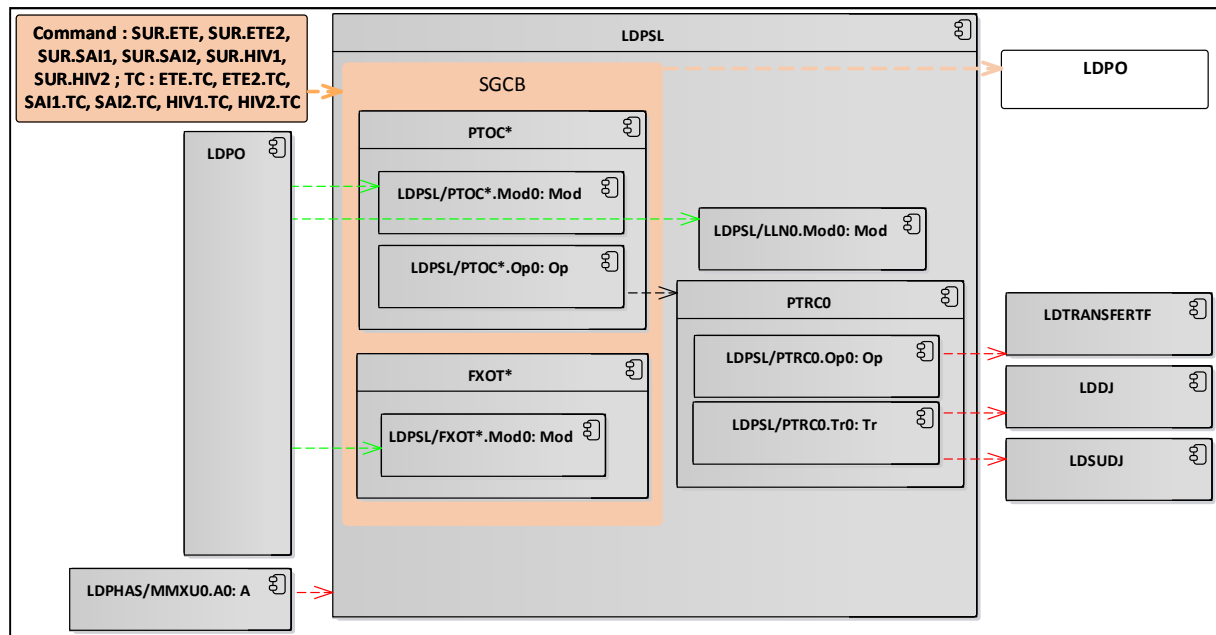 Command : SUR.ETE, SUR.ETE2,
SUR.SAI1, SUR.SAI2, SUR.HIV1,
SUR.HIV2 ; TC : ETE.TC, ETE2.TC,
SAI1.TC, SAI2.TC, HIV1.TC, HIV2.TC
LDPSL
LDPO
SGCB
PTOC*
LDPO
LDPSL/PTOC*.Mod0: Mod
LDPSL/LLN0.Mod0: Mod
LDPSL/PTOC*.Op0: Op
PTRC0
LDTRANSFERTF
LDPSL/PTRC0.Op0: Op
FXOT*
LDDJ
LDPSL/PTRC0.Tr0: Tr
LDPSL/FXOT*.Mod0: Mod
LDSUDJ
LDPHAS/MMXU0.A0: A